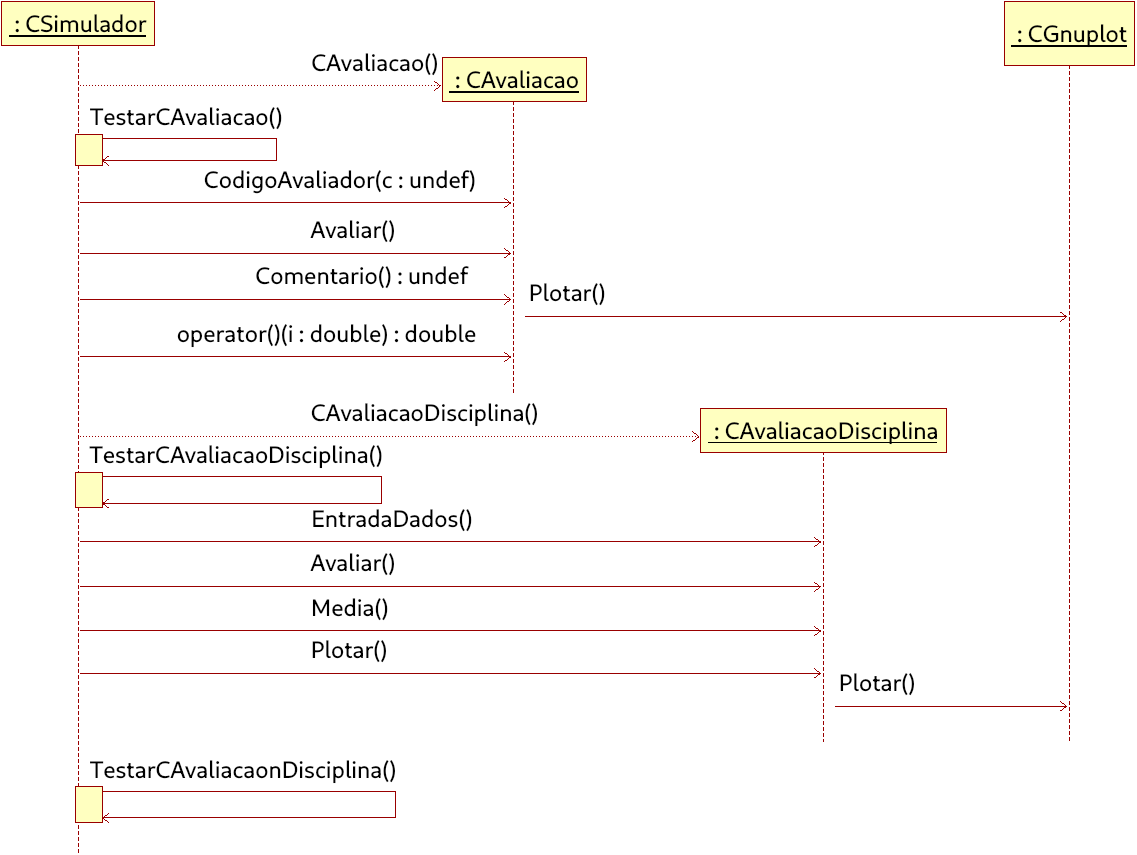 : CSimulador
: CGnuplot
CAvaliacao()
: CAvaliacao
TestarCAvaliacao()
CodigoAvaliador(c : undef)
Avaliar()
Comentario() : undef
Plotar()
operator()(i : double) : double
CAvaliacaoDisciplina()
: CAvaliacaoDisciplina
TestarCAvaliacaoDisciplina()
EntradaDados()
Avaliar()
Media()
Plotar()
Plotar()
TestarCAvaliacaonDisciplina()